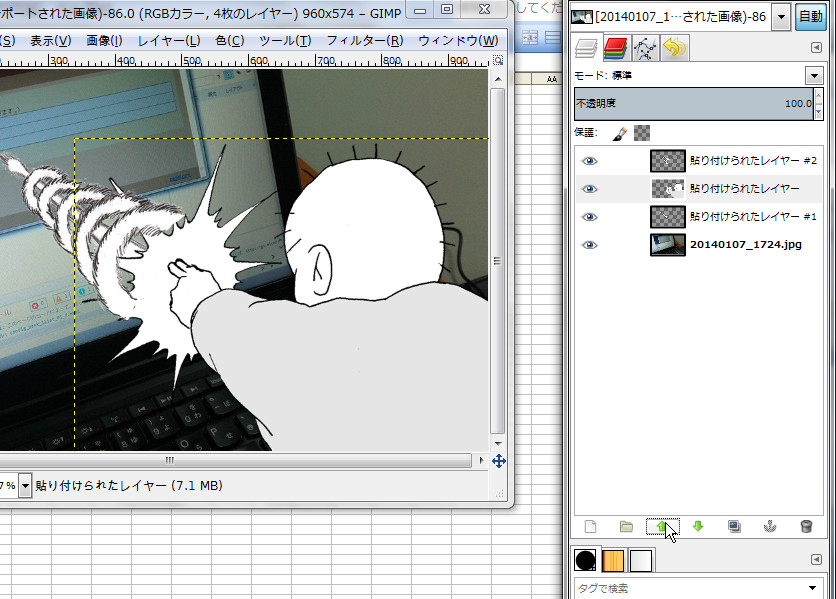 ポートされた画像)-86.0 (RGBカラー, 4枚のレイヤー) 960x574 – GIMP
(S) 表示(V) 画像(I) レイヤー(L) 色(C) ツール(T) フィルター(R) ウィンドウ(W)
300 400 500 600 700 800 900
7 % 貼り付けられたレイヤー (7.1 MB)
してくだ
AA
[20140107_1…された画像)-86 自動
モード: 標準
不透明度 100.0
保護:
貼り付けられたレイヤー #2
貼り付けられたレイヤー
貼り付けられたレイヤー #1
20140107_1724.jpg
タグで検索